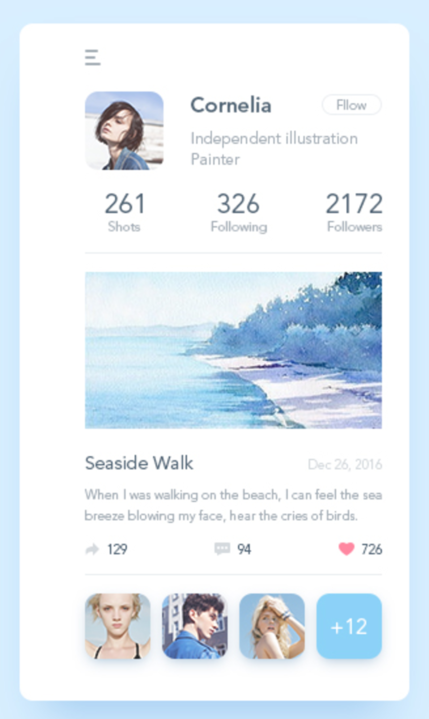 Cornelia
Fllow
Independent illustration
Painter
261 326 2172
Shots Following Followers
Seaside Walk
Dec 26, 2016
When I was walking on the beach, I can feel the sea
breeze blowing my face, hear the cries of birds.
129 94 726
+12